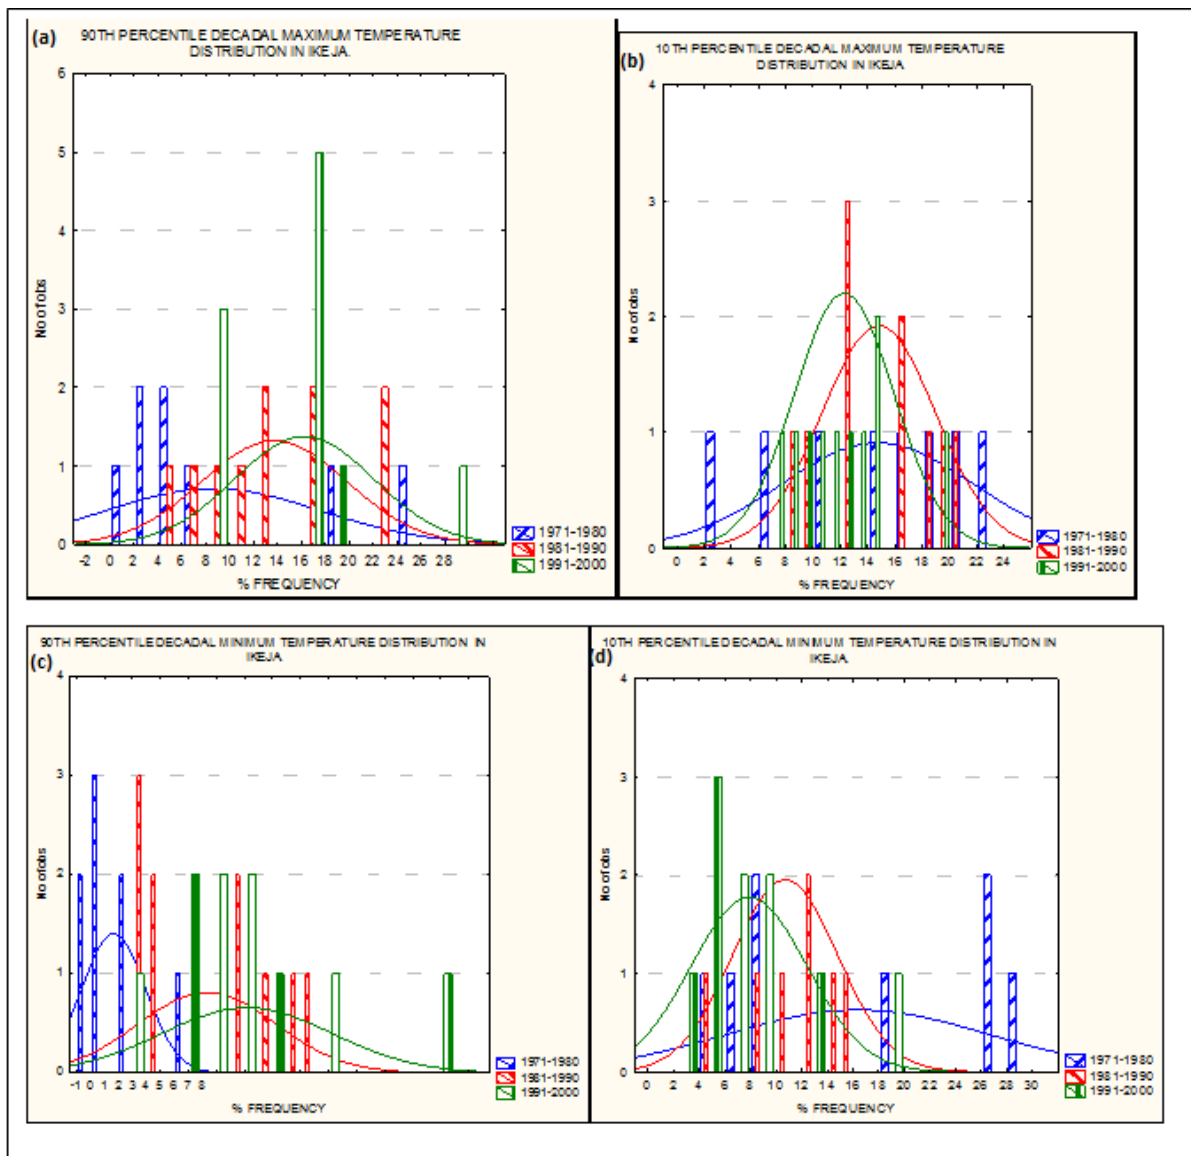 (a)
90TH PERCENTILE DECADAL MAXIMUM TEMPERATURE
DISTRIBUTION IN IKEJA.
6
5
4
3
2
1
0
No of obs
-2 0 2 4 6 8 10 12 14 16 18 20 22 24 26 28
% FREQUENCY
1971-1980
1981-1990
1991-2000
(b)
10TH PERCENTILE DECADAL MAXIMUM TEMPERATURE
DISTRIBUTION IN IKEJA
4
3
2
1
0
No of obs
0 2 4 6 8 10 12 14 16 18 20 22 24
% FREQUENCY
1971-1980
1981-1990
1991-2000
(c)
90TH PERCENTILE DECADAL MINIMUM TEMPERATURE DISTRIBUTION IN
IKEJA
4
3
2
1
0
No of obs
-1 0 1 2 3 4 5 6 7 8
% FREQUENCY
1971-1980
1981-1990
1991-2000
(d)
10TH PERCENTILE DECADAL MINIMUM TEMPERATURE DISTRIBUTION IN
IKEJA.
4
3
2
1
0
No of obs
0 2 4 6 8 10 12 14 16 18 20 22 26 26 30
% FREQUENCY
1971-1980
1981-1990
1991-2000